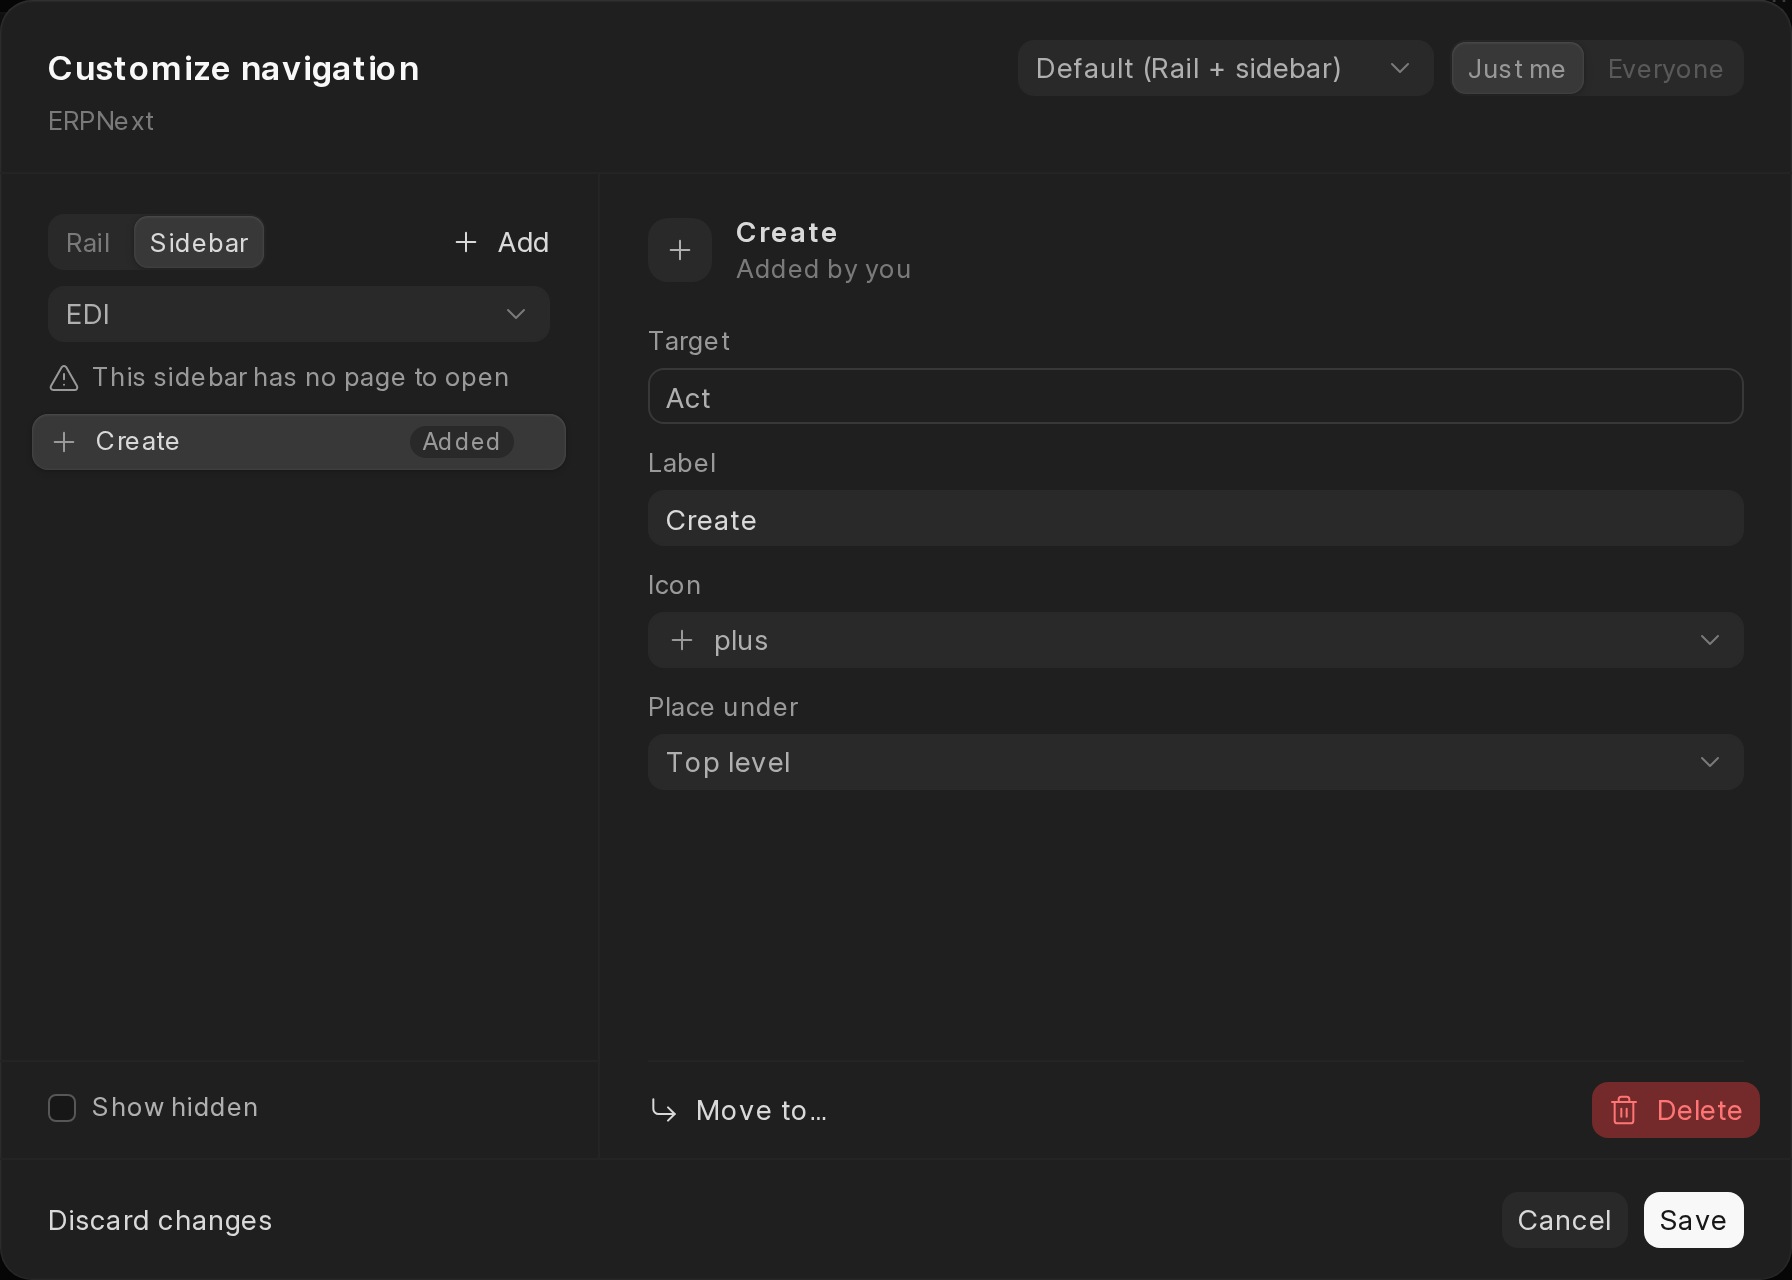 Customize navigation
Default (Rail + sidebar)
Just me
Everyone
ERPNext
Rail
Sidebar
Add
EDI
This sidebar has no page to open
Create
Added
Create
Added by you
Target
Act
Label
Create
Icon
plus
Place under
Top level
Show hidden
Move to...
Delete
Discard changes
Cancel
Save